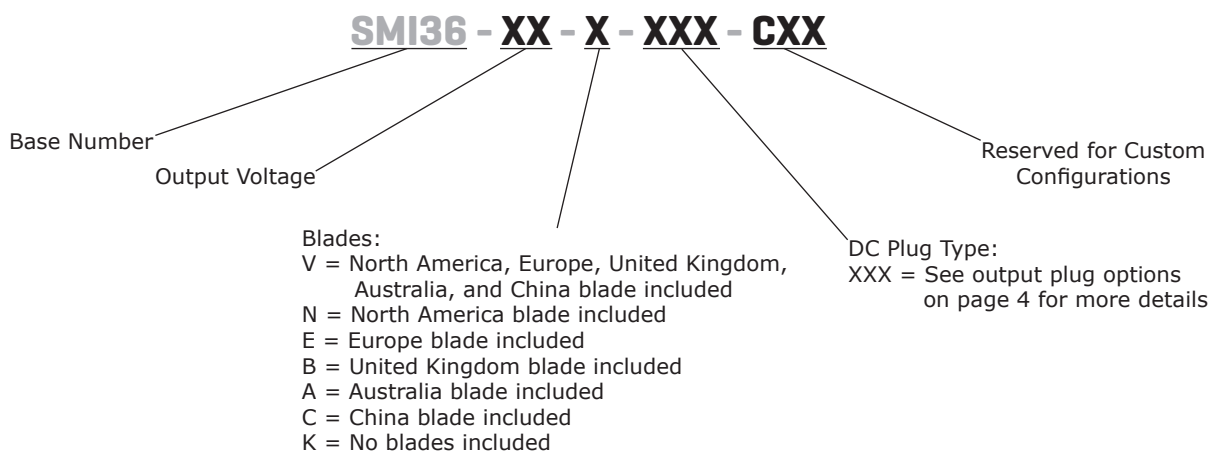 SMI36 - XX - X - XXX - CXX
Base Number
Output Voltage
Reserved for Custom
Configurations
Blades:
V = North America, Europe, United Kingdom,
Australia, and China blade included
N = North America blade included
E = Europe blade included
B = United Kingdom blade included
A = Australia blade included
C = China blade included
K = No blades included
DC Plug Type:
XXX = See output plug options
on page 4 for more details